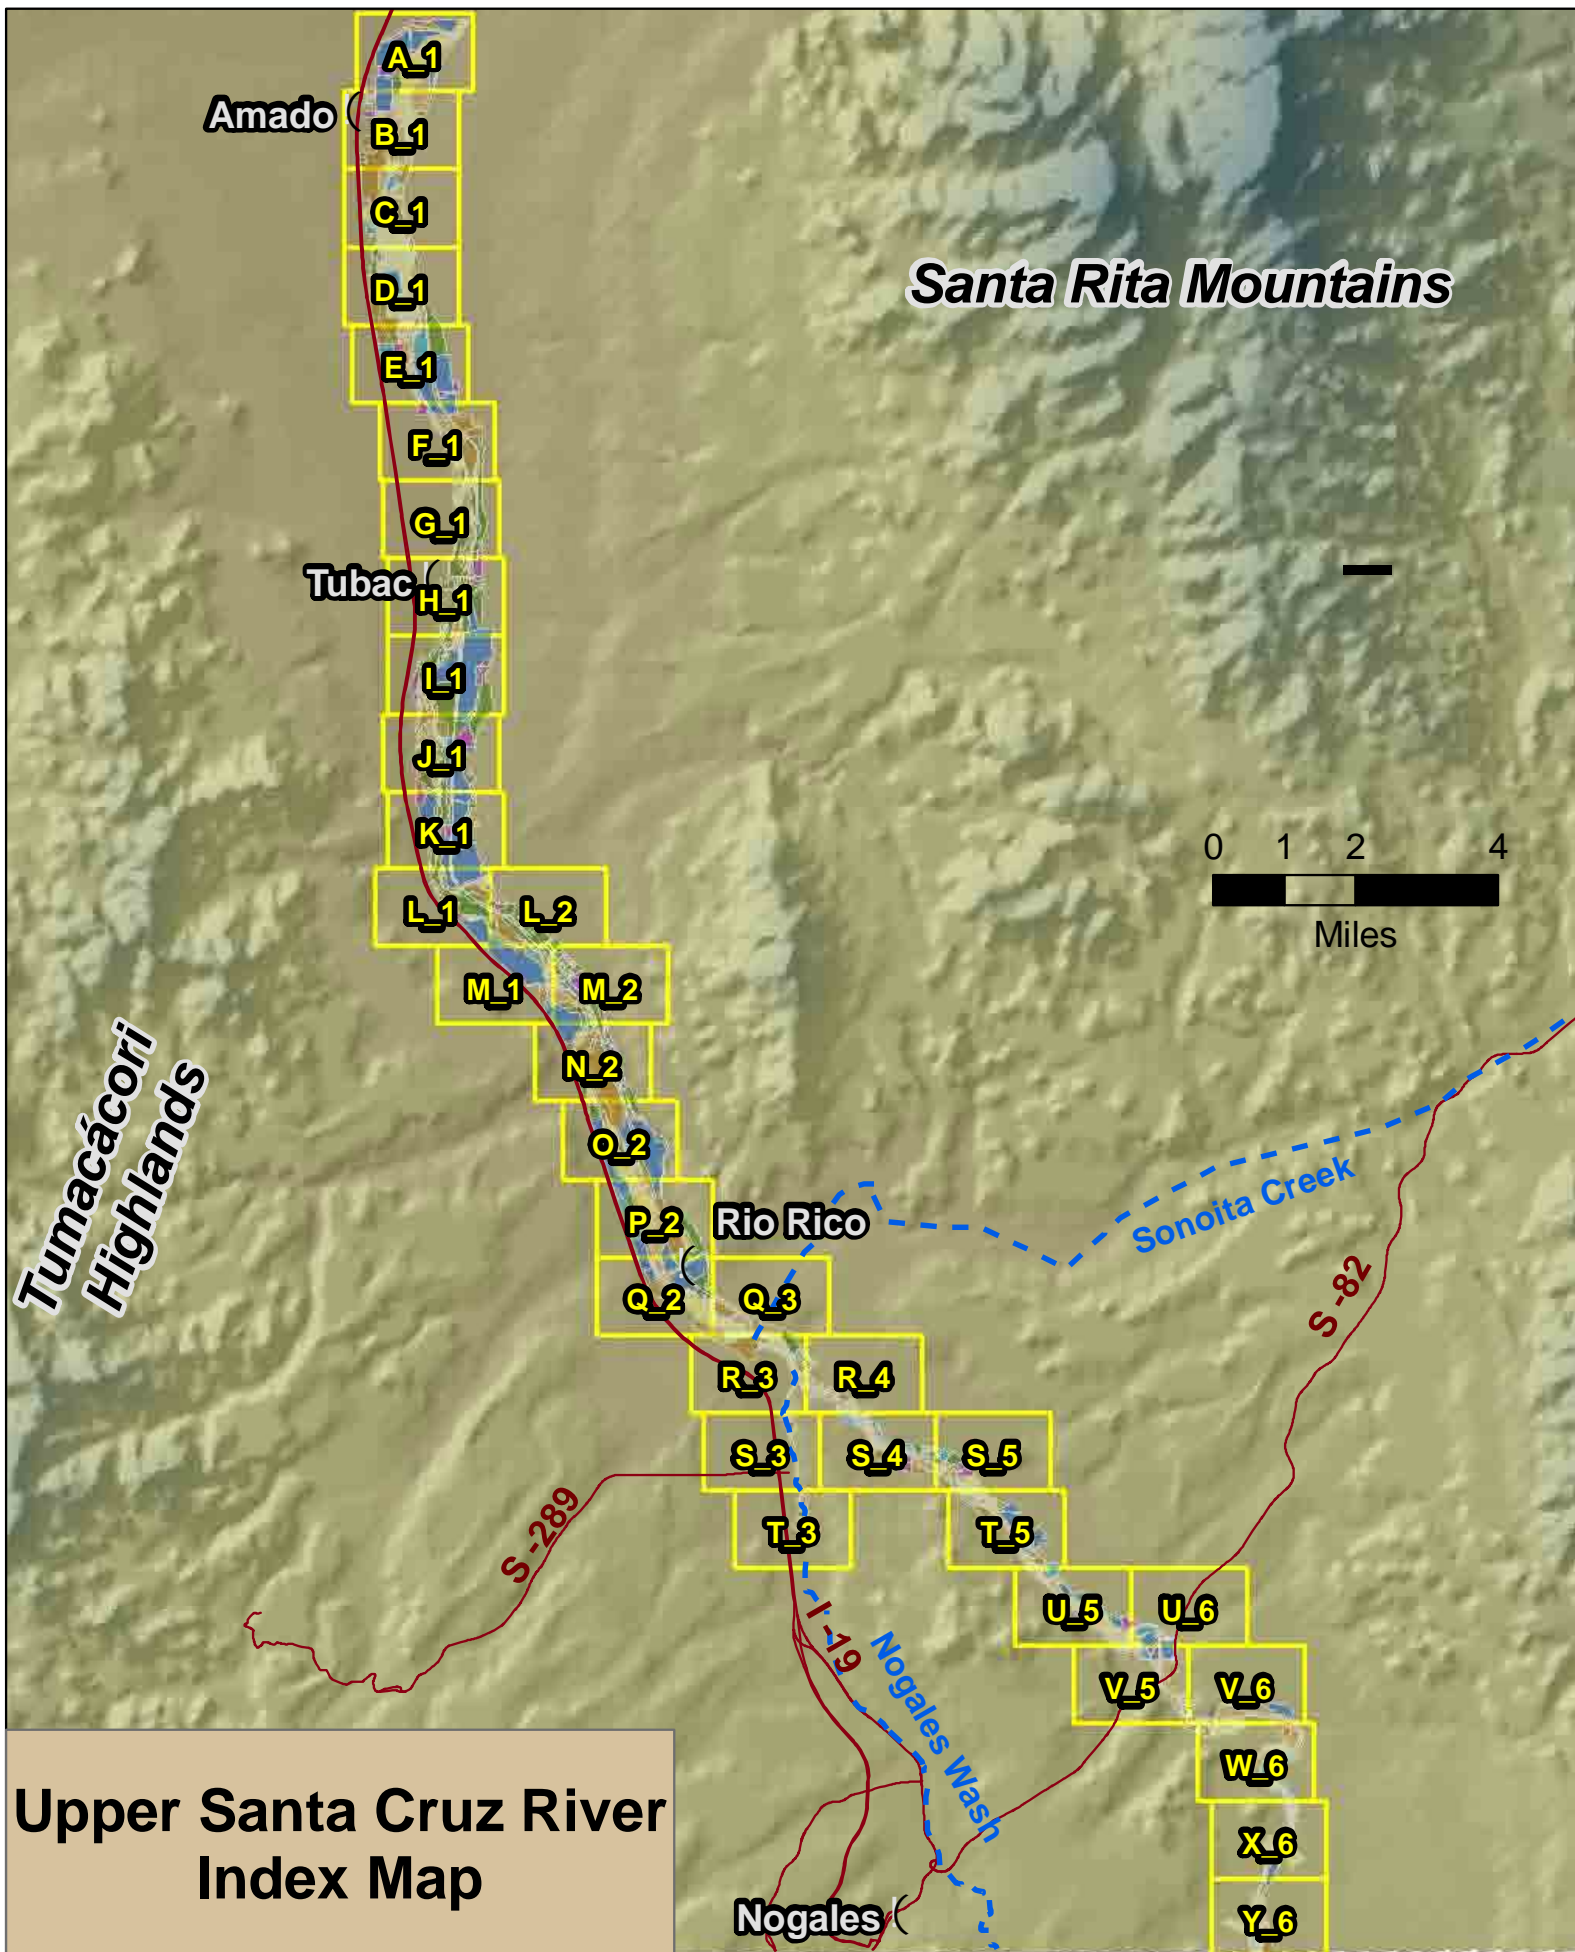 A_1
Amado
B_1
C_1
D_1
Santa Rita Mountains
E_1
F_1
G_1
Tubac
H_1
I_1
J_1
K_1
0 1 2 4
Miles
L_1
L_2
M_1
M_2
N_2
Tumacácori
Highlands
O_2
P_2
Rio Rico
Sonoita Creek
S -82
Q_2
Q_3
R_3
R_4
S_3
S_4
S_5
S -289
T_3
T_5
I -19
U_5
U_6
Nogales Wash
V_5
V_6
W_6
X_6
Y_6
Nogales
Upper Santa Cruz River
Index Map